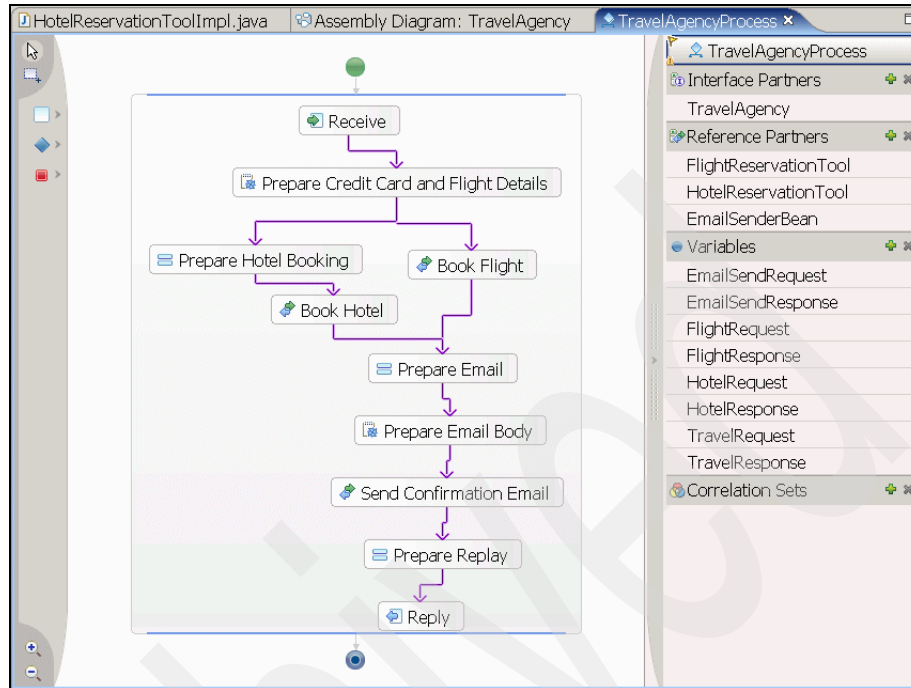 HotelReservationToolImpl.java
Assembly Diagram: TravelAgency
TravelAgencyProcess
TravelAgencyProcess
Interface Partners
TravelAgency
Reference Partners
FlightReservationTool
HotelReservationTool
EmailSenderBean
Variables
EmailSendRequest
EmailSendResponse
FlightRequest
FlightResponse
HotelRequest
HotelResponse
TravelRequest
TravelResponse
Correlation Sets
Receive
Prepare Credit Card and Flight Details
Prepare Hotel Booking
Book Flight
Book Hotel
Prepare Email
Prepare Email Body
Send Confirmation Email
Prepare Replay
Reply